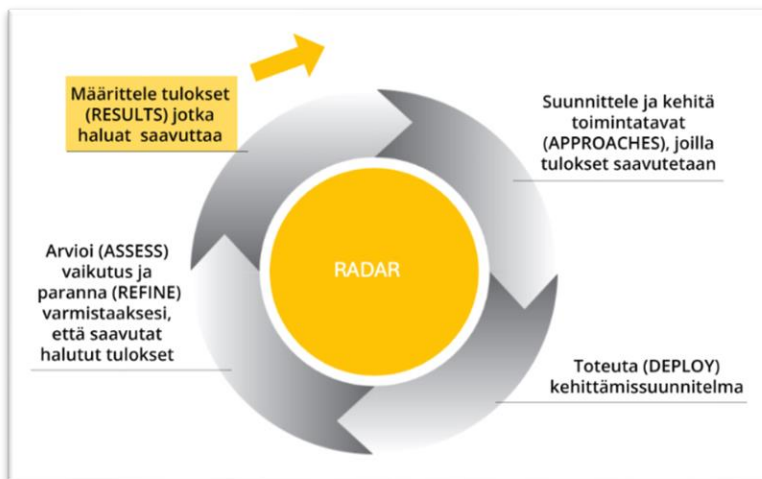 Määrittele tulokset
(RESULTS) jotka
haluat saavuttaa
Suunnittele ja kehitä
toimintatavat
(APPROACHES), joilla
tulokset saavutetaan
Arvioi (ASSESS)
vaikutus ja
paranna (REFINE)
varmistaaksesi,
että saavutat
halutut tulokset
RADAR
Toteuta (DEPLOY)
kehittämissuunnitelma